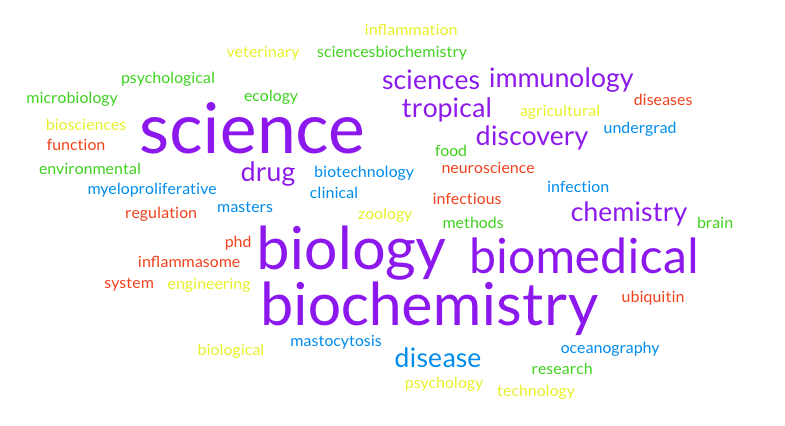 inflammation
veterinary sciencesbiochemistry
psychological sciences immunology
microbiology ecology tropical agricultural diseases
biosciences science discovery undergrad
function food
environmental drug biotechnology neuroscience
myeloproliferative clinical infection
regulation masters zoology infectious chemistry
methods brain
phd biology biomedical
inflammasome
system engineering biochemistry ubiquitin
biological mastocytosis disease oceanography
research
psychology technology